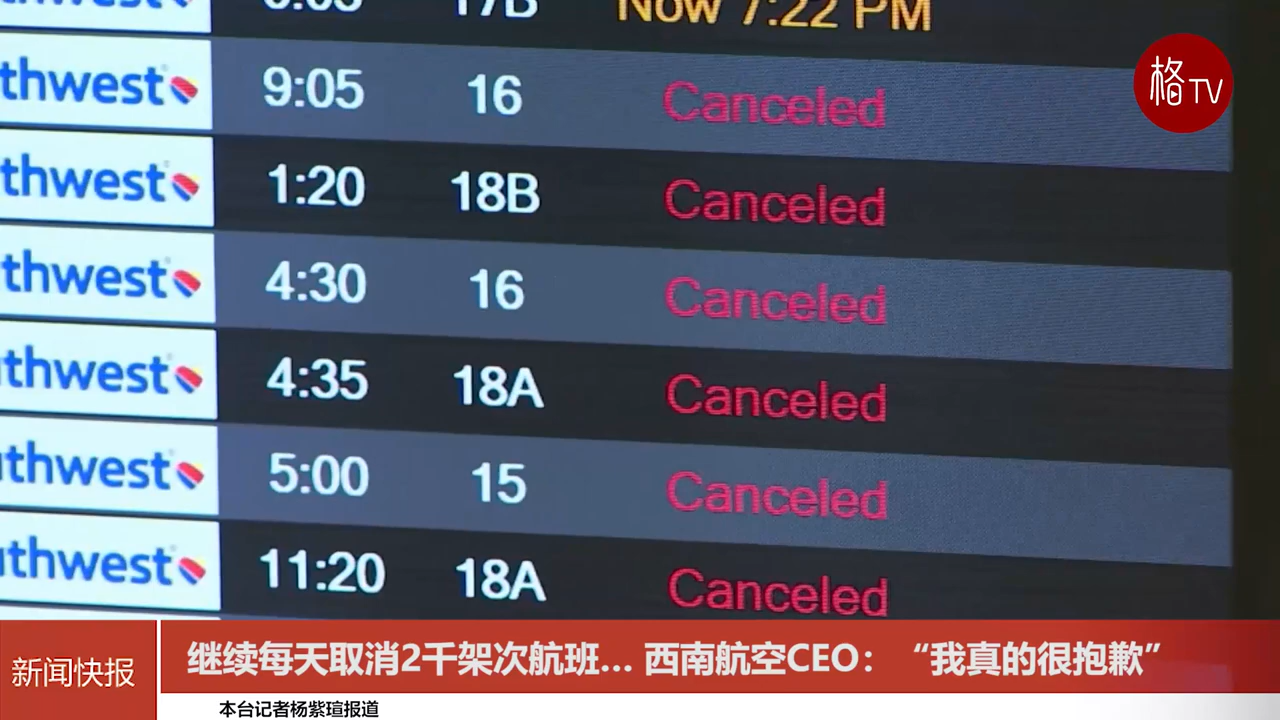 17B Now 7:22 PM
格TV
thwest 9:05 16 Canceled
thwest 1:20 18B Canceled
thwest 4:30 16 Canceled
thwest 4:35 18A Canceled
thwest 5:00 15 Canceled
thwest 11:20 18A Canceled
新闻快报
继续每天取消2千架次航班... 西南航空CEO：“我真的很抱歉”
本台记者杨紫瑄报道